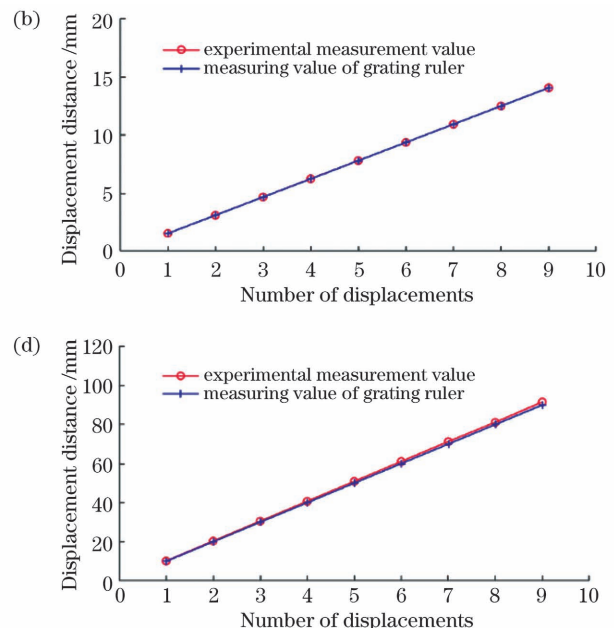 (b)
20
15
10
5
0
experimental measurement value
measuring value of grating ruler
Displacement distance /mm
0 1 2 3 4 5 6 7 8 9 10
Number of displacements
(d)
120
100
80
60
40
20
0
experimental measurement value
measuring value of grating ruler
Displacement distance /mm
0 1 2 3 4 5 6 7 8 9 10
Number of displacements